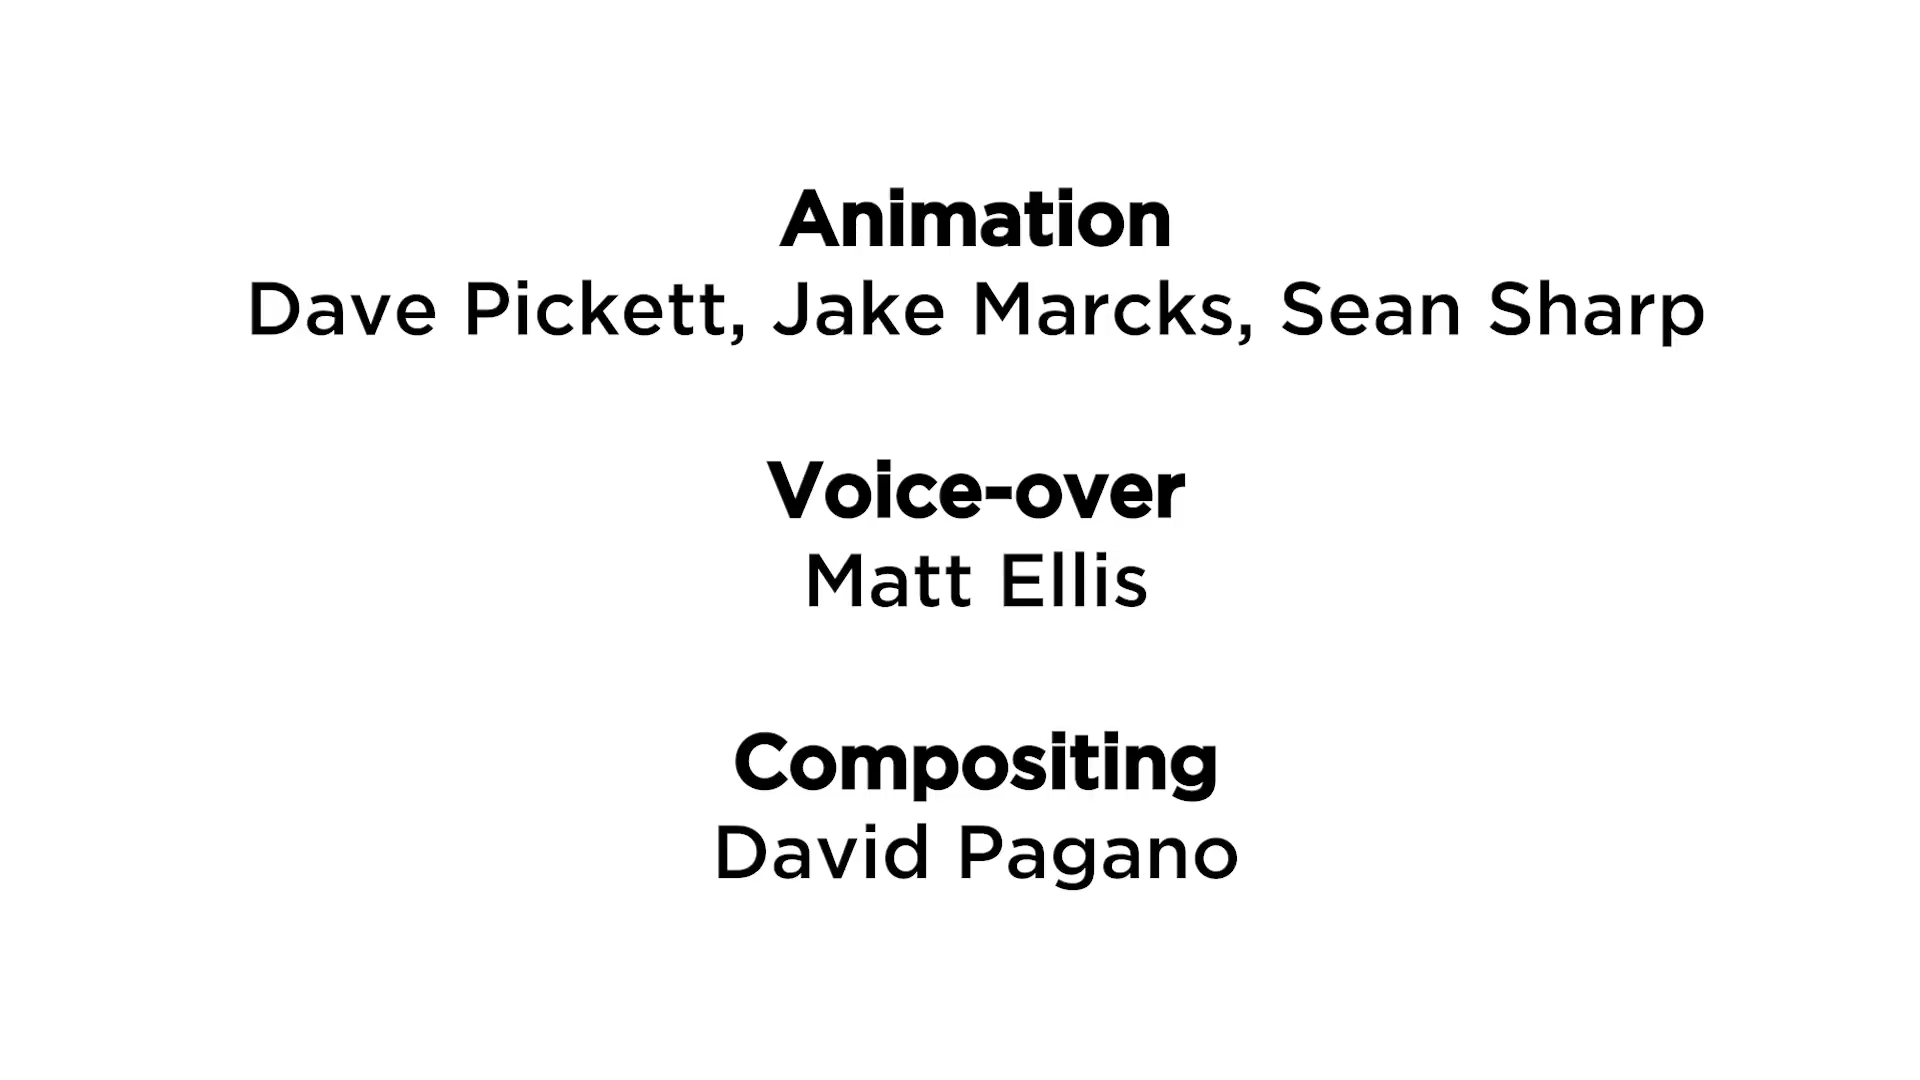 Animation
Dave Pickett, Jake Marcks, Sean Sharp
Voice-over
Matt Ellis
Compositing
David Pagano